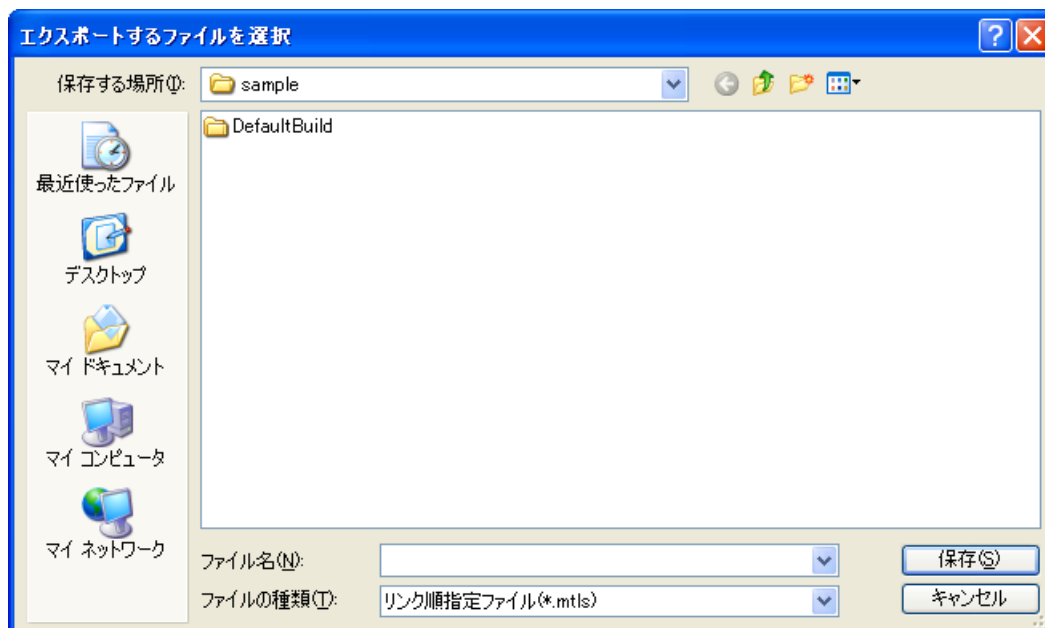 エクスポートするファイルを選択
保存する場所(I):
sample
DefaultBuild
最近使ったファイル
デスクトップ
マイ ドキュメント
マイ コンピュータ
マイ ネットワーク
ファイル名(N):
保存(S)
ファイルの種類(T):
リンク順指定ファイル(*.mtls)
キャンセル